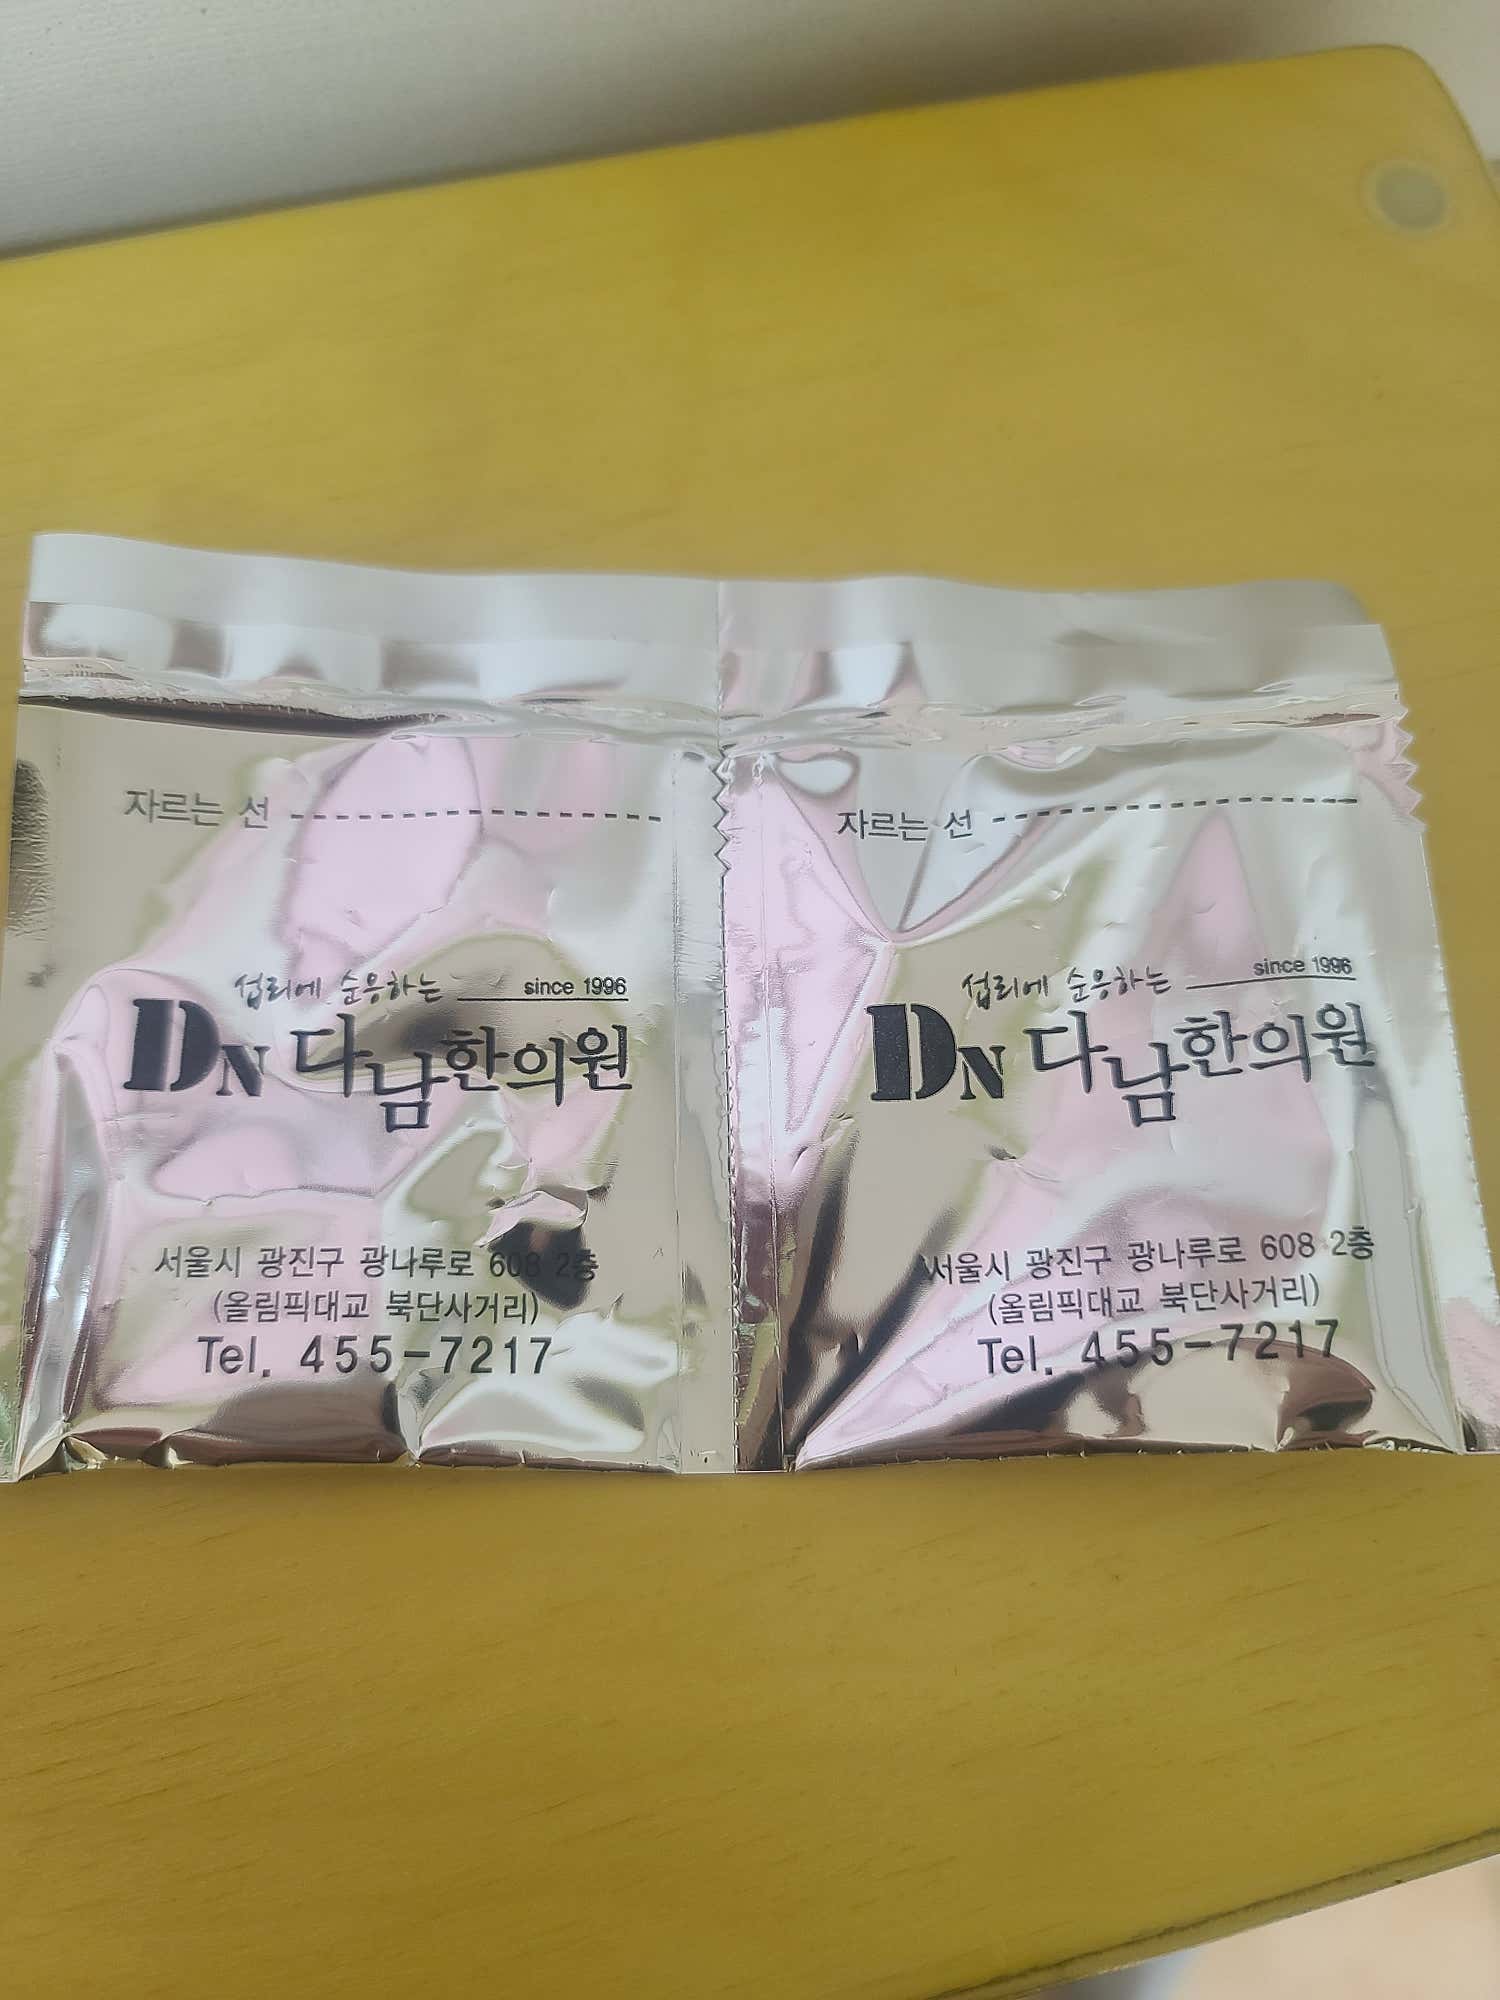 자르는 선
섭리에 순응하는 since 1996
DN 다남한의원
서울시 광진구 광나루로 608 2층
(올림픽대교 북단사거리)
Tel. 455-7217
자르는 선
섭리에 순응하는 since 1996
DN 다남한의원
서울시 광진구 광나루로 608 2층
(올림픽대교 북단사거리)
Tel. 455-7217